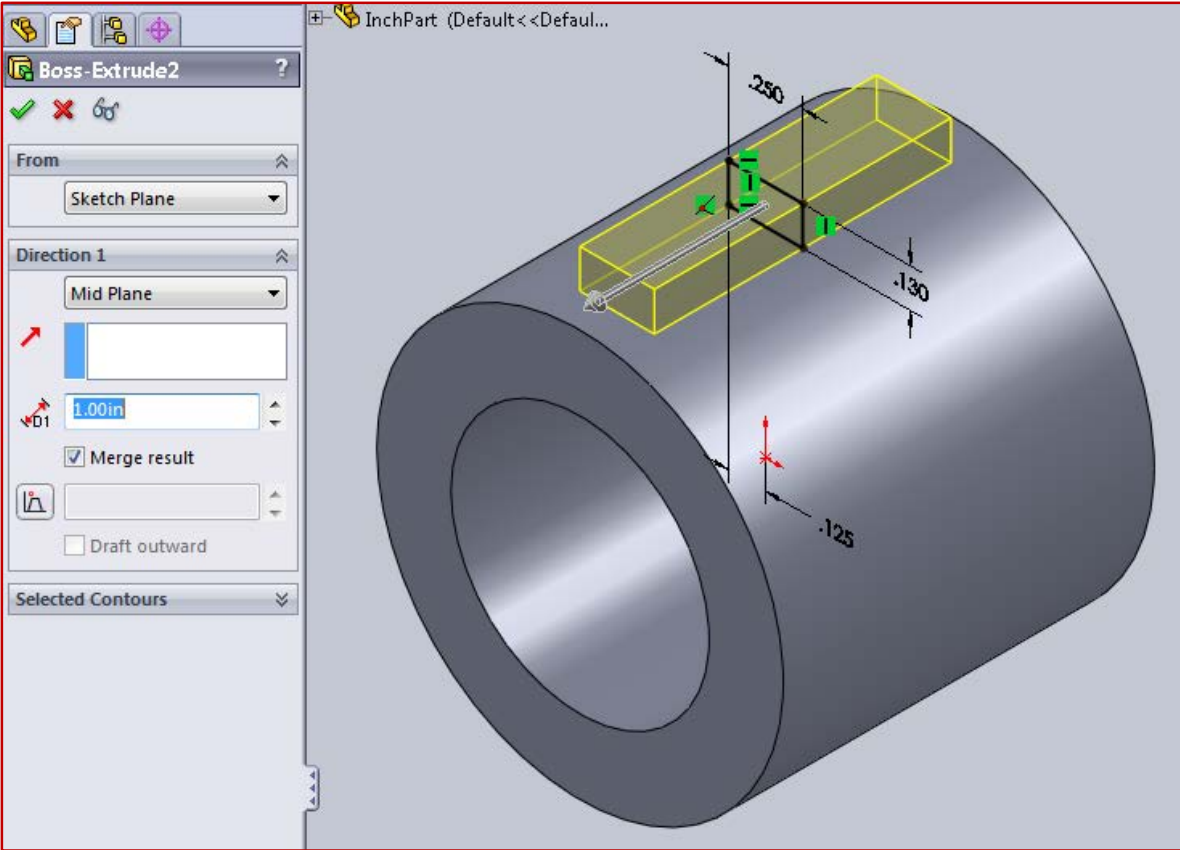 InchPart (Default<<Defaul...
Boss-Extrude2 ?
From
Sketch Plane
Direction 1
Mid Plane
D1 1.00in
Merge result
Draft outward
Selected Contours
.250
.130
.125